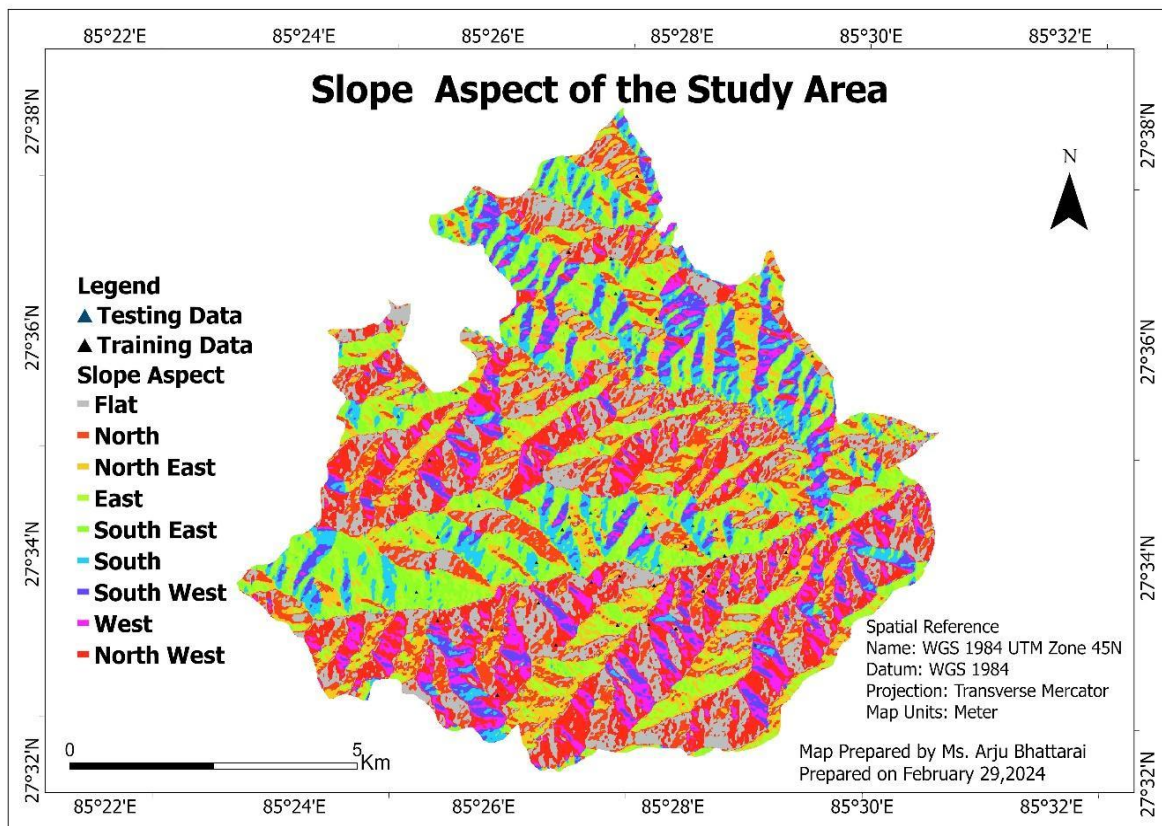 85°22'E 85°24'E 85°26'E 85°28'E 85°30'E 85°32'E
Slope Aspect of the Study Area
27°38'N
27°38'N
N
Legend
Testing Data
Training Data
Slope Aspect
Flat
North
North East
East
South East
South
South West
West
North West
27°36'N
27°36'N
27°34'N
27°34'N
Spatial Reference
Name: WGS 1984 UTM Zone 45N
Datum: WGS 1984
Projection: Transverse Mercator
Map Units: Meter
0 5
Km
Map Prepared by Ms. Arju Bhattarai
Prepared on February 29,2024
27°32'N
27°32'N
85°22'E 85°24'E 85°26'E 85°28'E 85°30'E 85°32'E